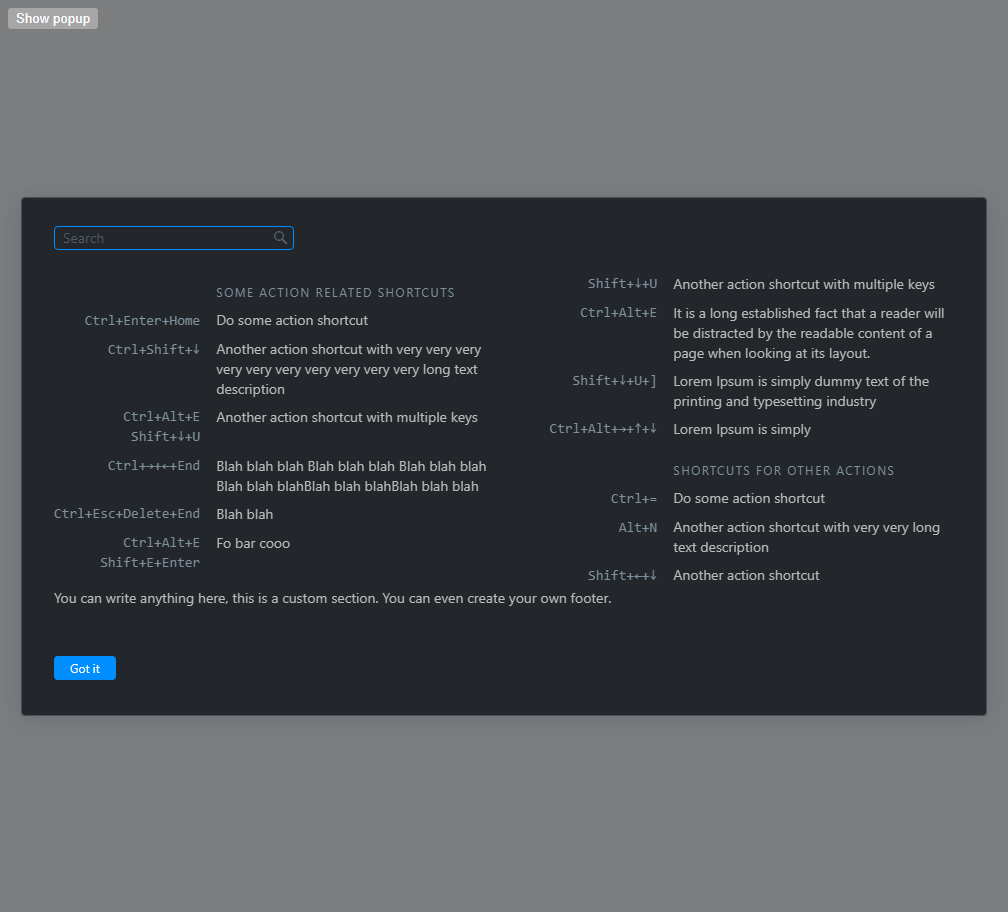 Show popup
Search
SOME ACTION RELATED SHORTCUTS
Ctrl+Enter+Home Do some action shortcut
Ctrl+Shift+↓ Another action shortcut with very very very
very very very very very very very long text
description
Ctrl+Alt+E Another action shortcut with multiple keys
Shift+↓+U
Ctrl+→+←+End Blah blah blah Blah blah blah Blah blah blah
Blah blah blahBlah blah blahBlah blah blah
Ctrl+Esc+Delete+End Blah blah
Ctrl+Alt+E Fo bar cooo
Shift+E+Enter
Shift+↓+U Another action shortcut with multiple keys
Ctrl+Alt+E It is a long established fact that a reader will
be distracted by the readable content of a
page when looking at its layout.
Shift+↓+U+] Lorem Ipsum is simply dummy text of the
printing and typesetting industry
Ctrl+Alt+→+↑+↓ Lorem Ipsum is simply
SHORTCUTS FOR OTHER ACTIONS
Ctrl+= Do some action shortcut
Alt+N Another action shortcut with very very long
text description
Shift+←+↓ Another action shortcut
You can write anything here, this is a custom section. You can even create your own footer.
Got it